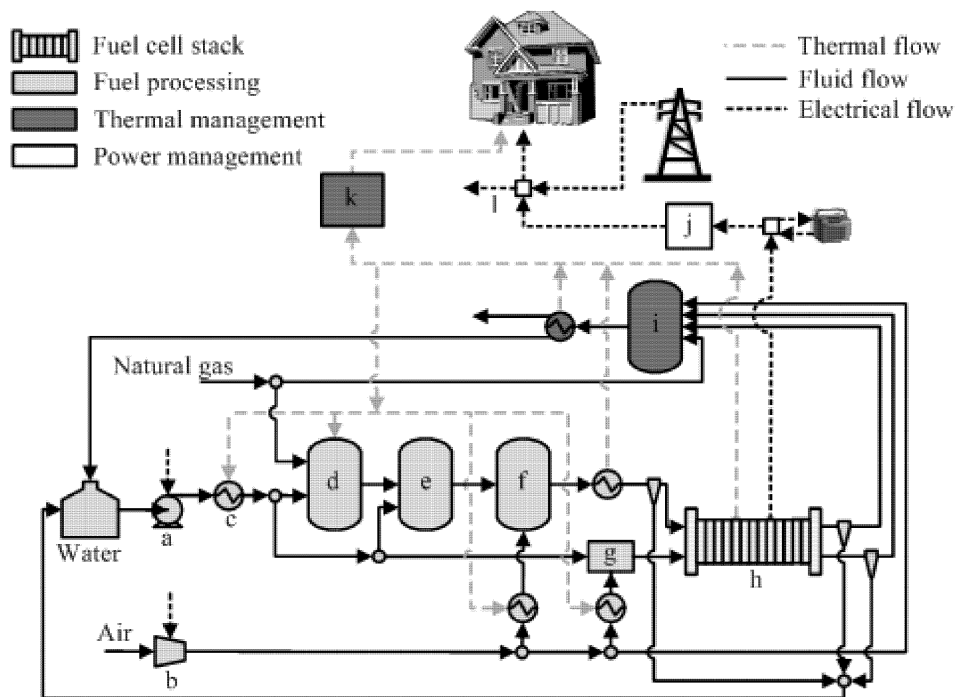 Fuel cell stack
Fuel processing
Thermal management
Power management
Thermal flow
Fluid flow
Electrical flow
k
l
j
i
Natural gas
d
e
f
c
a
Water
g
h
Air
b